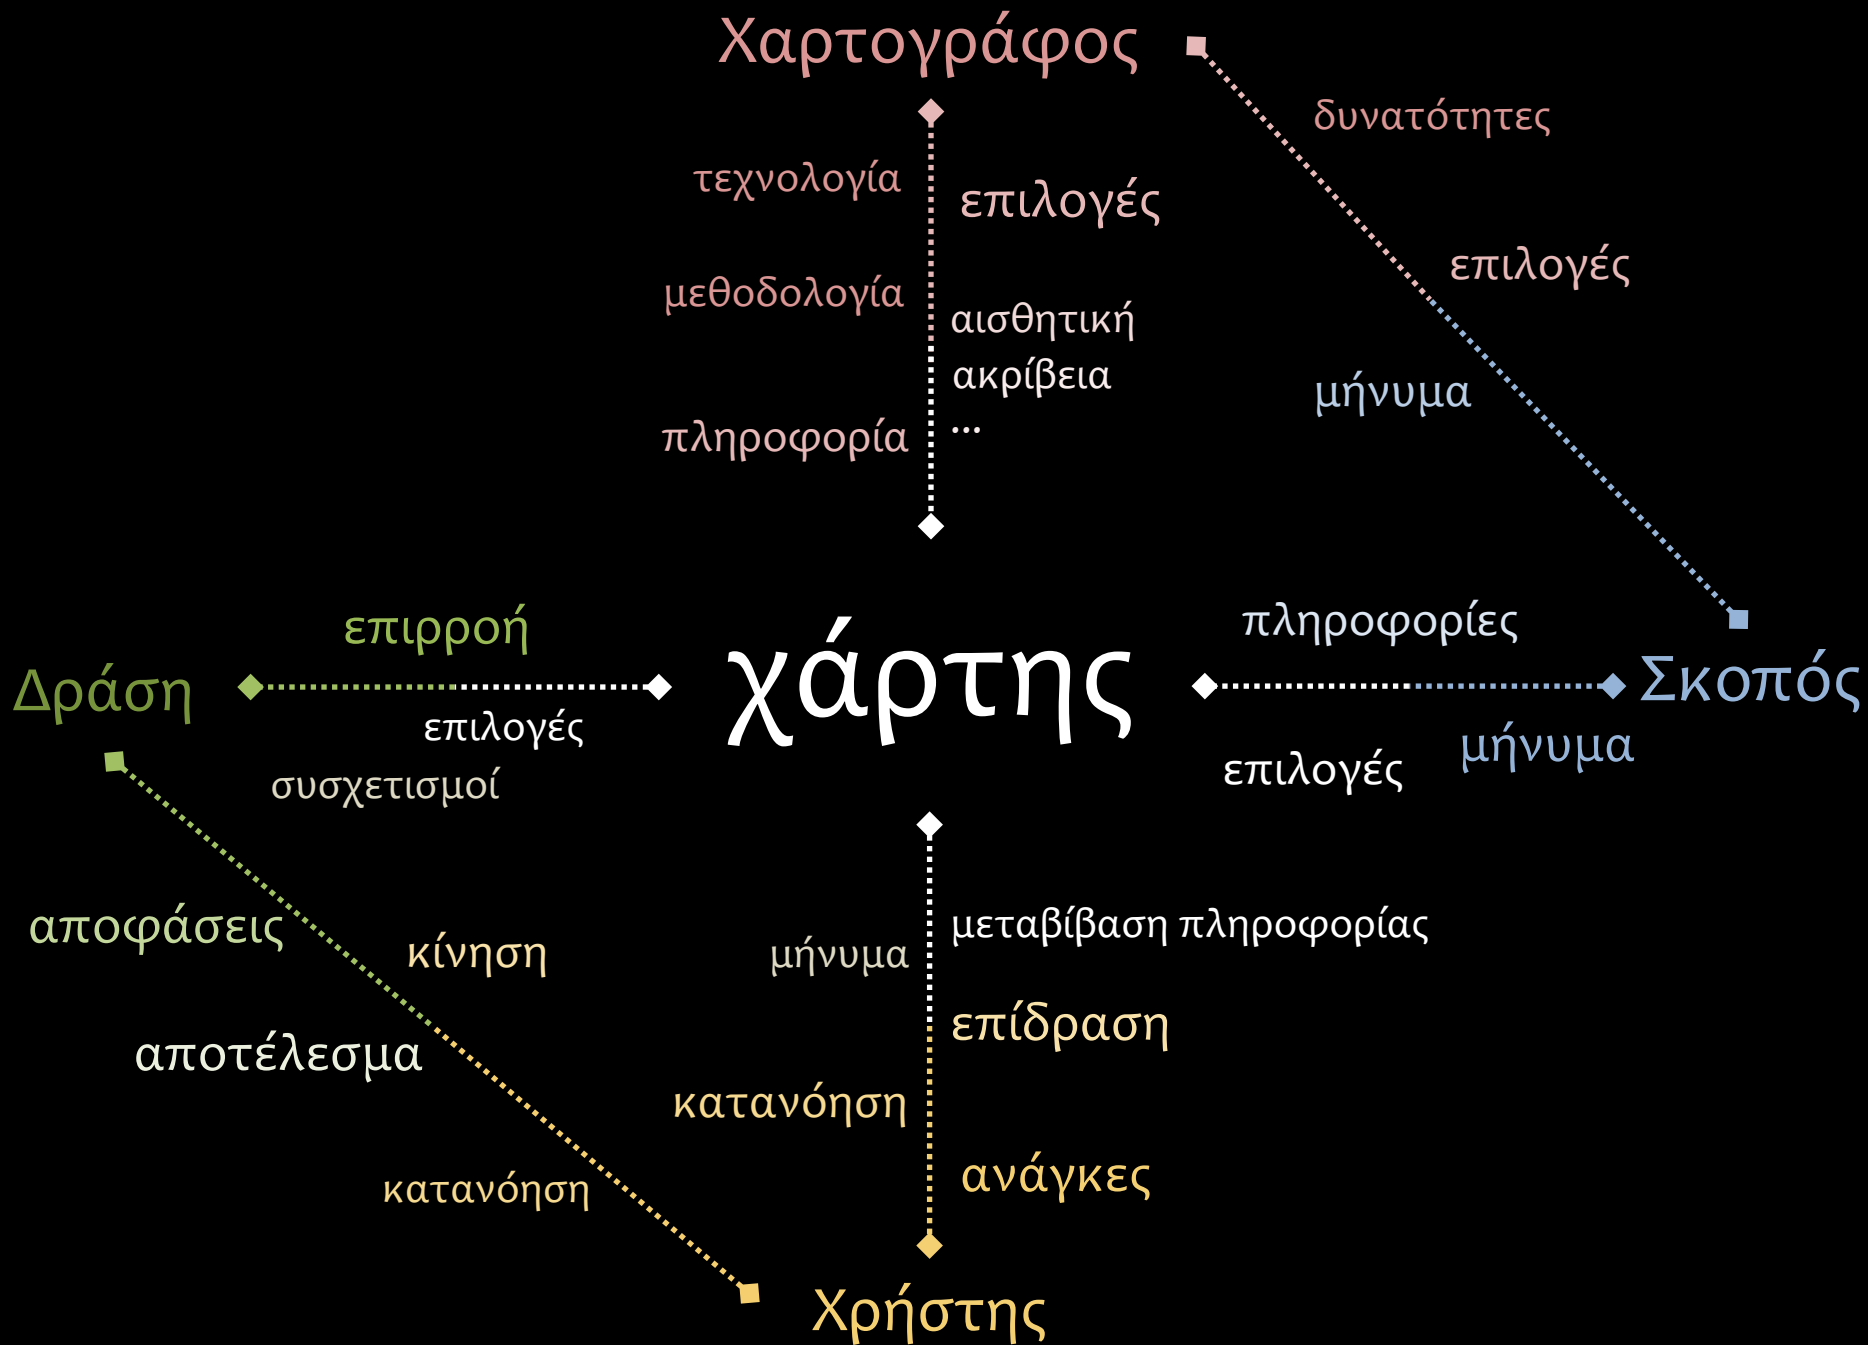 Χαρτογράφος
δυνατότητες
τεχνολογία
επιλογές
επιλογές
μεθοδολογία
αισθητική
ακρίβεια
μήνυμα
πληροφορία
...
επιρροή
πληροφορίες
Δράση
χάρτης
Σκοπός
επιλογές
μήνυμα
επιλογές
συσχετισμοί
αποφάσεις
κίνηση
μήνυμα
μεταβίβαση πληροφορίας
επίδραση
αποτέλεσμα
κατανόηση
ανάγκες
κατανόηση
Χρήστης